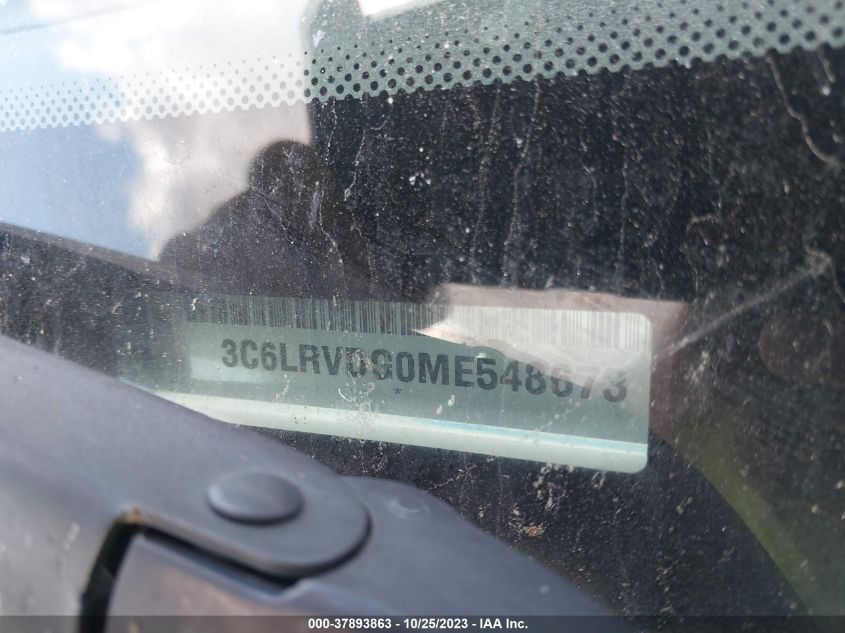 3C6LRVDG0ME548673
*
000-37893863 - 10/25/2023 - IAA Inc.